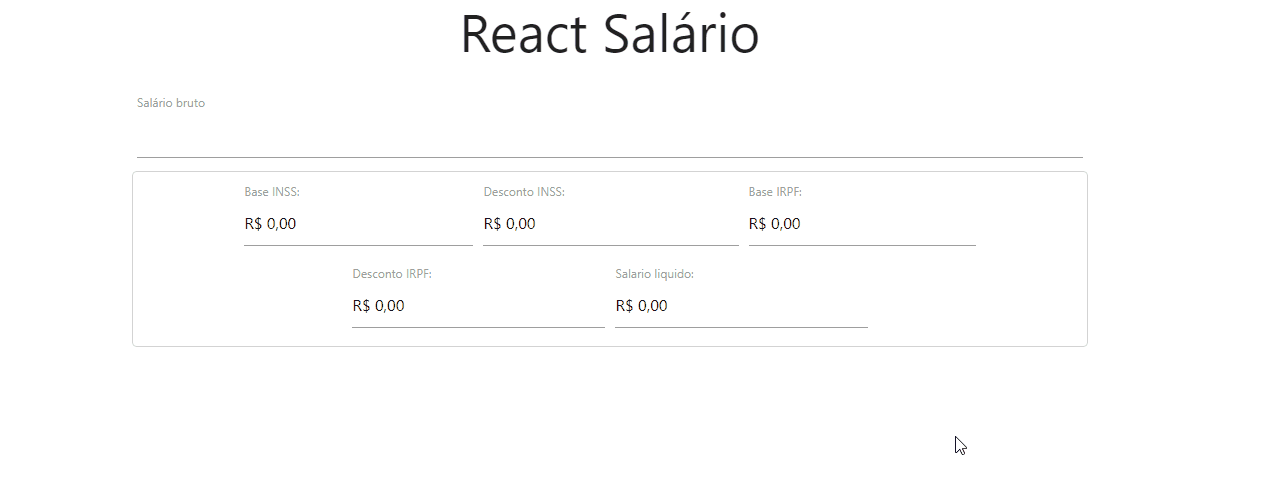 React Salário
Salário bruto
Base INSS: Desconto INSS: Base IRPF:
R$ 0,00 R$ 0,00 R$ 0,00
Desconto IRPF: Salario líquido:
R$ 0,00 R$ 0,00